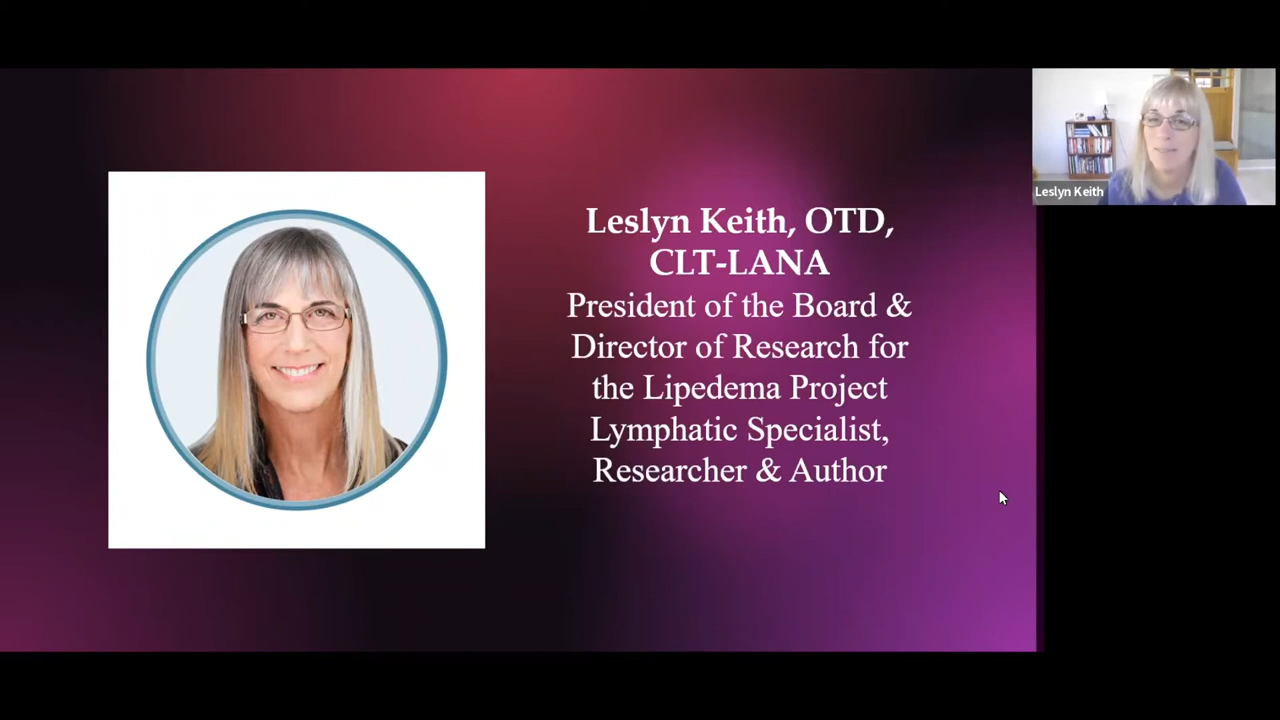 Leslyn Keith, OTD,
CLT-LANA
President of the Board &
Director of Research for
the Lipedema Project
Lymphatic Specialist,
Researcher & Author
Leslyn Keith